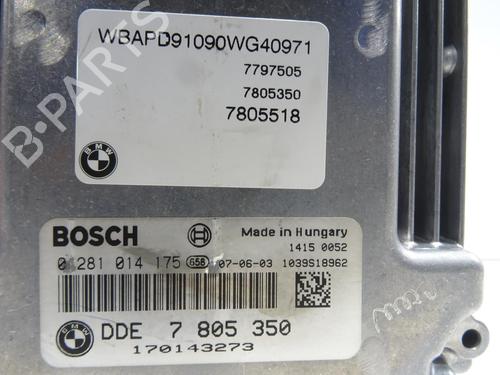 WBAPD91090WG40971
7797505
7805350
7805518
BMW
BOSCH
Made in Hungary
1415 0052
0 281 014 175 658 07-06-03 1039S18962
BMW
DDE 7 805 350
170143273
B-PARTS